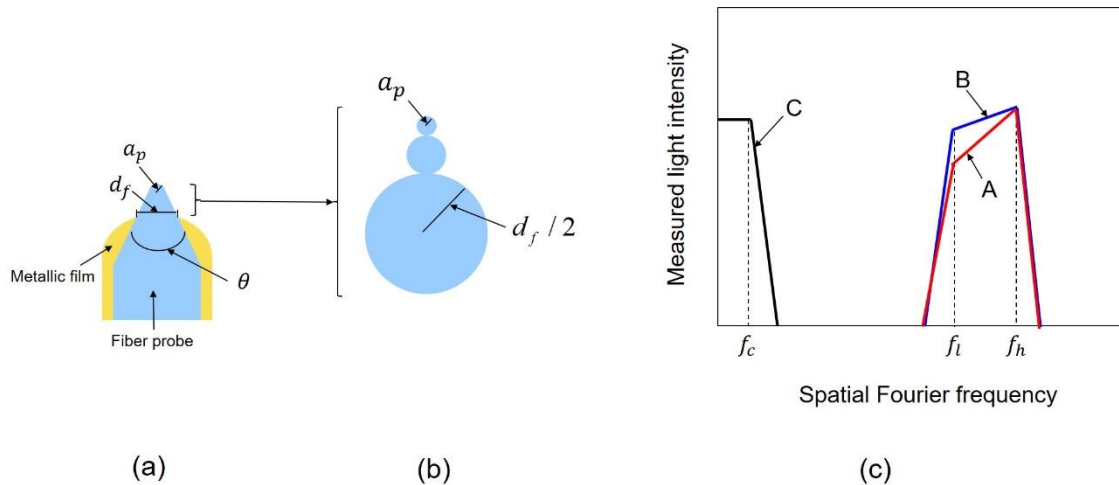 a_p
d_f
Metallic film
θ
Fiber probe
(a)
a_p
d_f / 2
(b)
Measured light intensity
C
B
A
f_c
f_l
f_h
Spatial Fourier frequency
(c)